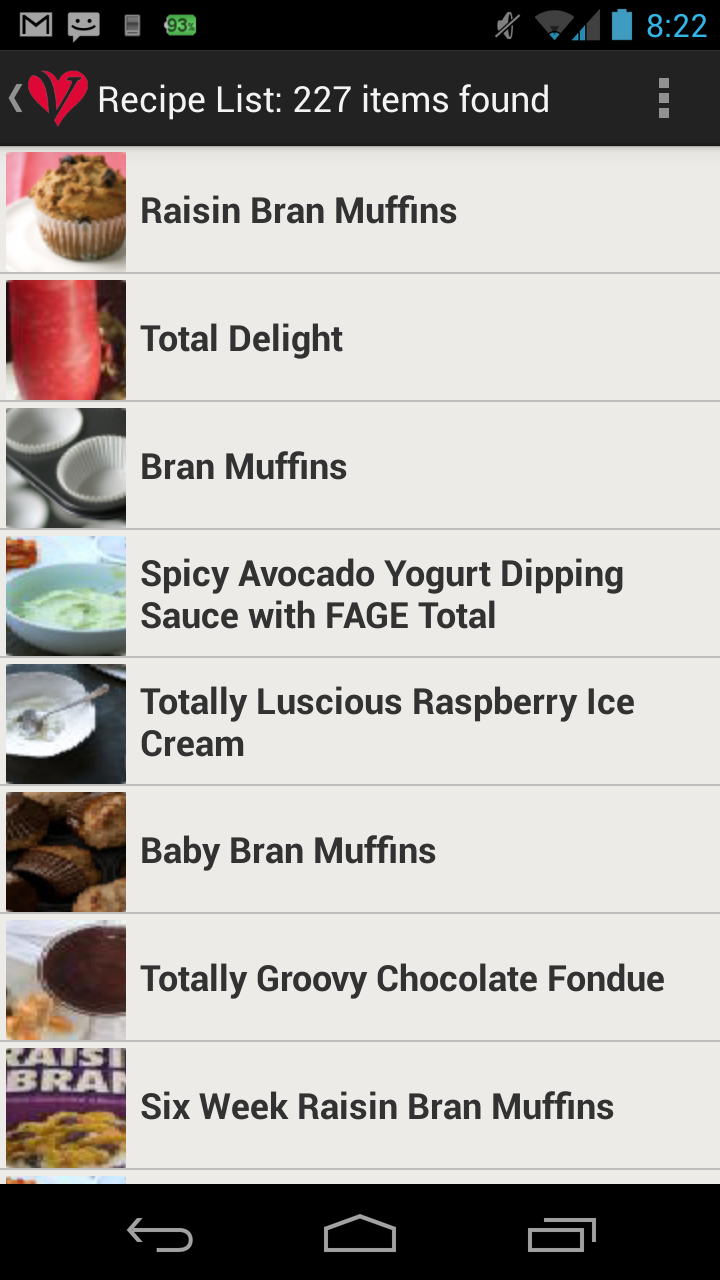 93%
8:22
Recipe List: 227 items found
Raisin Bran Muffins
Total Delight
Bran Muffins
Spicy Avocado Yogurt Dipping
Sauce with FAGE Total
Totally Luscious Raspberry Ice
Cream
Baby Bran Muffins
Totally Groovy Chocolate Fondue
RAISI
BRAN
Six Week Raisin Bran Muffins